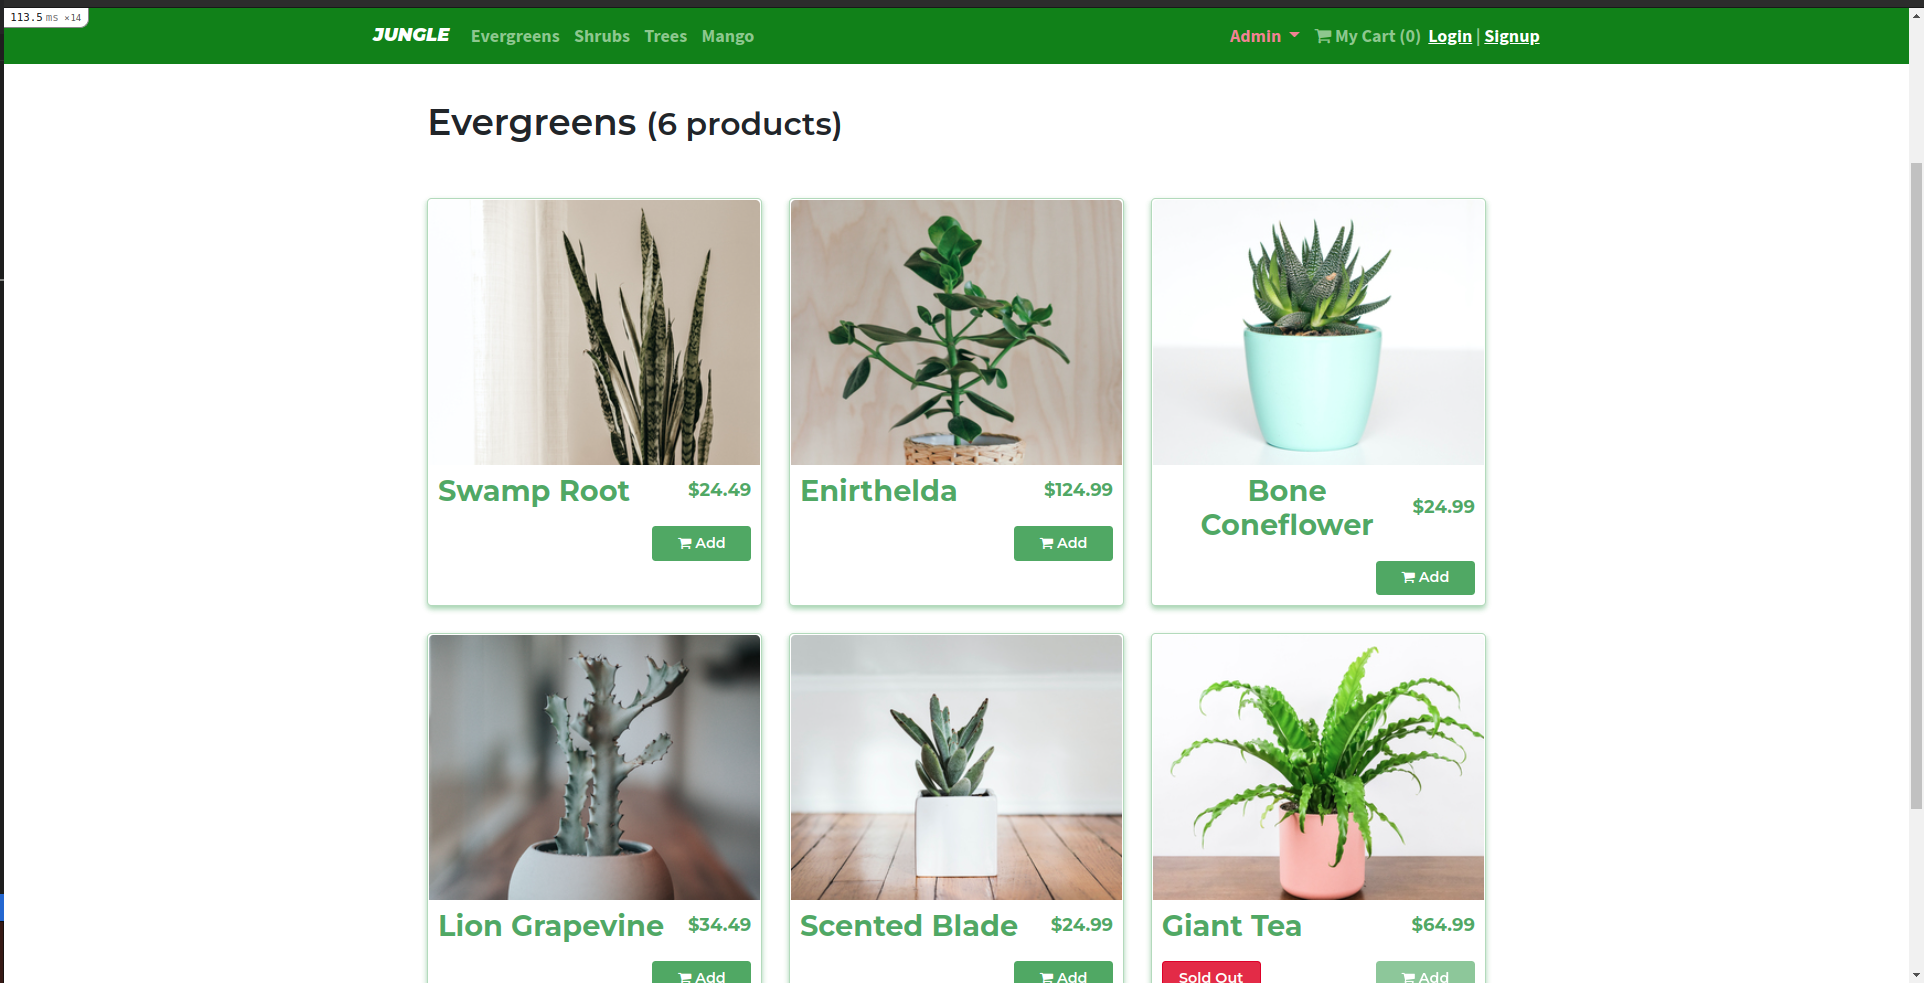 113.5 ms ×14
JUNGLE Evergreens Shrubs Trees Mango Admin My Cart (0) Login | Signup
Evergreens (6 products)
Swamp Root $24.49
Add
Enirthelda $124.99
Add
Bone
Coneflower $24.99
Add
Lion Grapevine $34.49
Add
Scented Blade $24.99
Add
Giant Tea $64.99
Sold Out Add